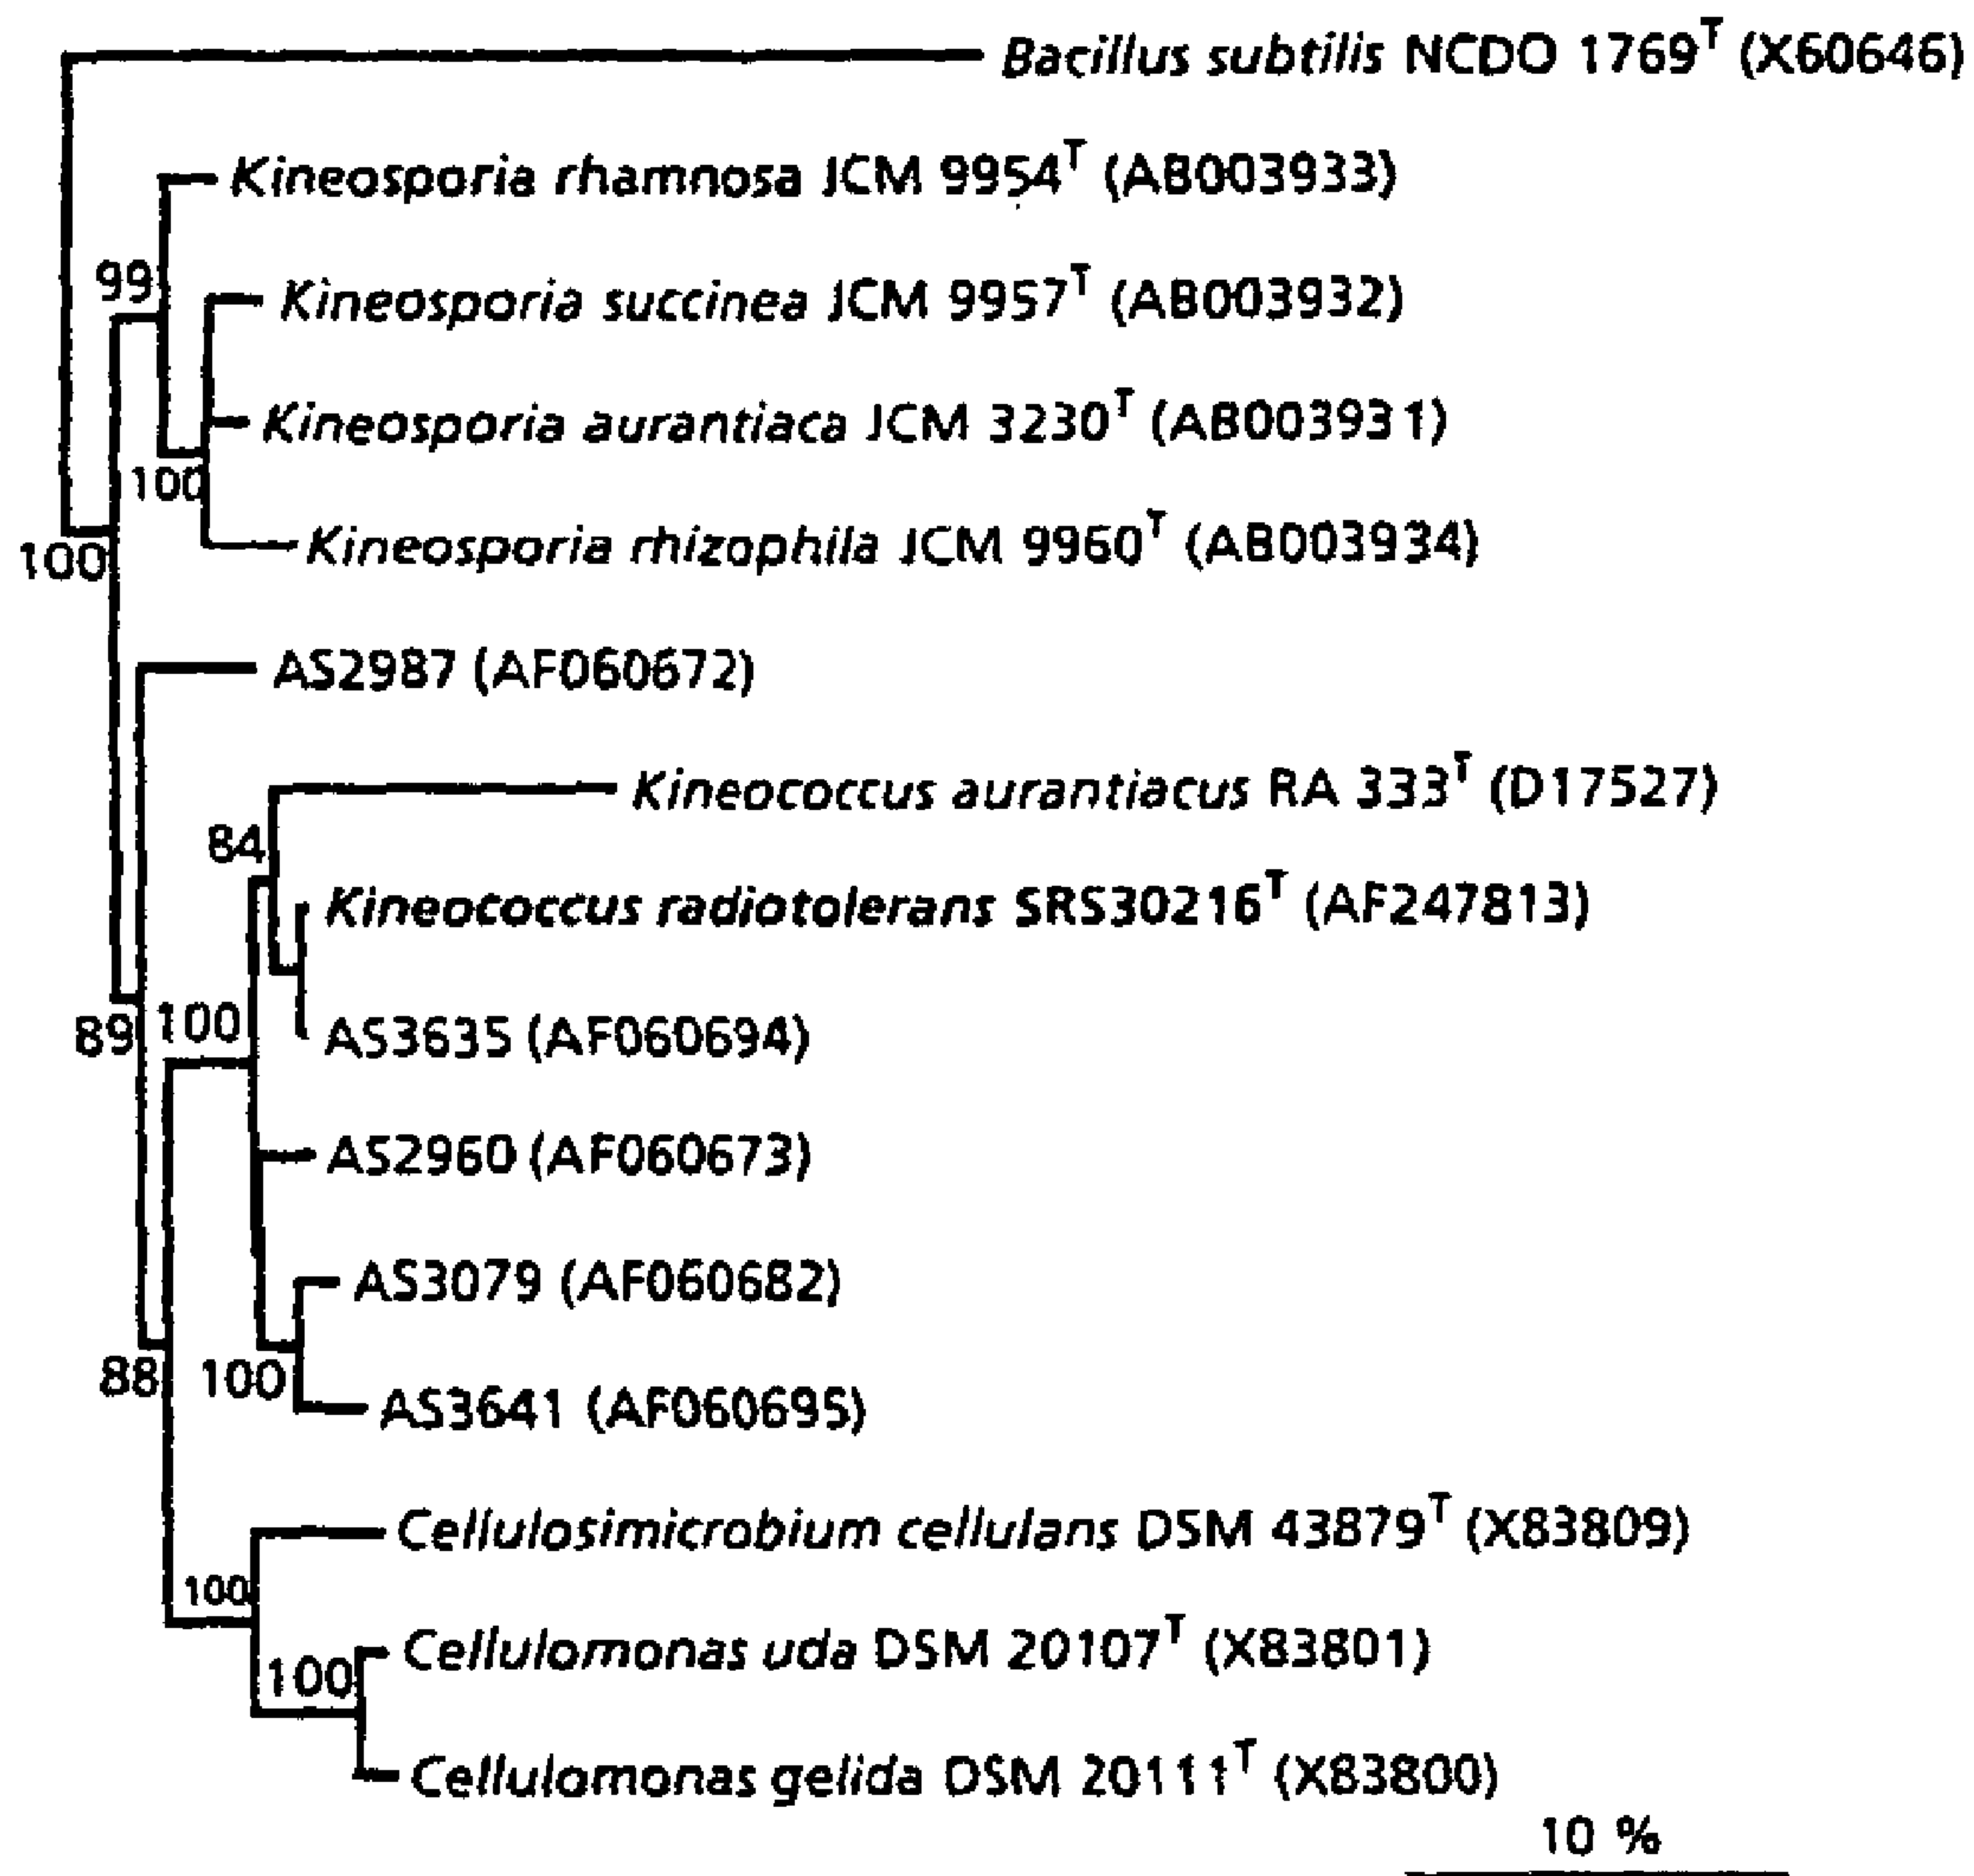 Bacillus subtilis NCDO 1769ᵀ (X60646)
Kineosporia rhamnosa JCM 9954ᵀ (AB003933)
99
Kineosporia succinea JCM 9957ᵀ (AB003932)
Kineosporia aurantiaca JCM 3230ᵀ (AB003931)
100
Kineosporia rhizophila JCM 9960ᵀ (AB003934)
100
AS2987 (AF060672)
Kineococcus aurantiacus RA 333ᵀ (D17527)
84
Kineococcus radiotolerans SRS30216ᵀ (AF247813)
89 100
AS3635 (AF060694)
AS2960 (AF060673)
AS3079 (AF060682)
88 100
AS3641 (AF060695)
Cellulosimicrobium cellulans DSM 43879ᵀ (X83809)
100
Cellulomonas uda DSM 20107ᵀ (X83801)
100
Cellulomonas gelida DSM 20111ᵀ (X83800)
10 %